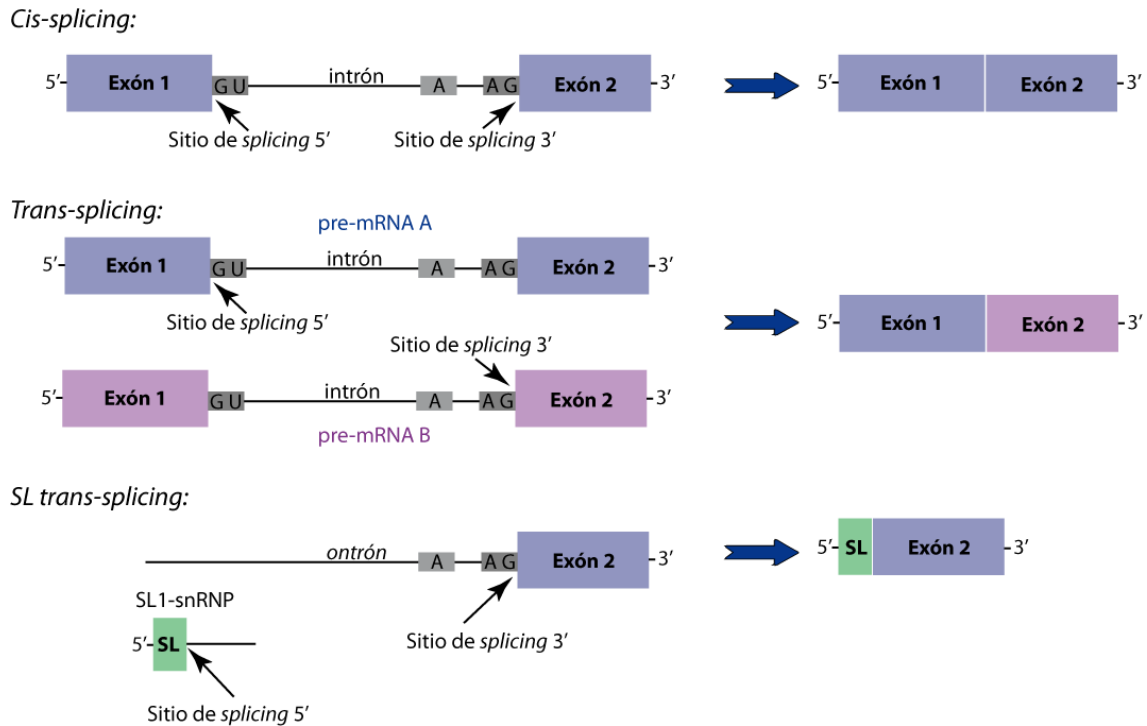 Cis-splicing:
5′ Exón 1 GU intrón A AG Exón 2 3′ 5′ Exón 1 Exón 2 3′
Sitio de splicing 5′ Sitio de splicing 3′
Trans-splicing:
pre-mRNA A
5′ Exón 1 GU intrón A AG Exón 2 3′
Sitio de splicing 5′
5′ Exón 1 Exón 2 3′
Sitio de splicing 3′
5′ Exón 1 GU intrón A AG Exón 2 3′
pre-mRNA B
SL trans-splicing:
ontrón A AG Exón 2 3′ 5′ SL Exón 2 3′
SL1-snRNP
5′ SL
Sitio de splicing 3′
Sitio de splicing 5′